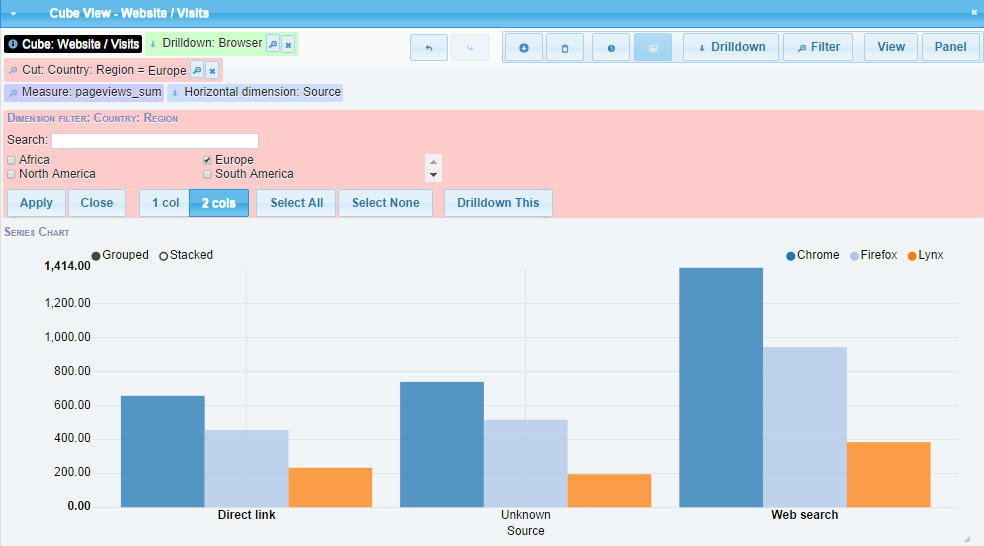 Cube View - Website / Visits
Cube: Website / Visits Drilldown: Browser
Drilldown Filter View Panel
Cut: Country: Region = Europe
Measure: pageviews_sum Horizontal dimension: Source
Dimension filter: Country: Region
Search:
Africa Europe
North America South America
Apply Close 1 col 2 cols Select All Select None Drilldown This
Series Chart
Grouped Stacked Chrome Firefox Lynx
1,414.00
1,200.00
1,000.00
800.00
600.00
400.00
200.00
0.00
Direct link Unknown Web search
Source